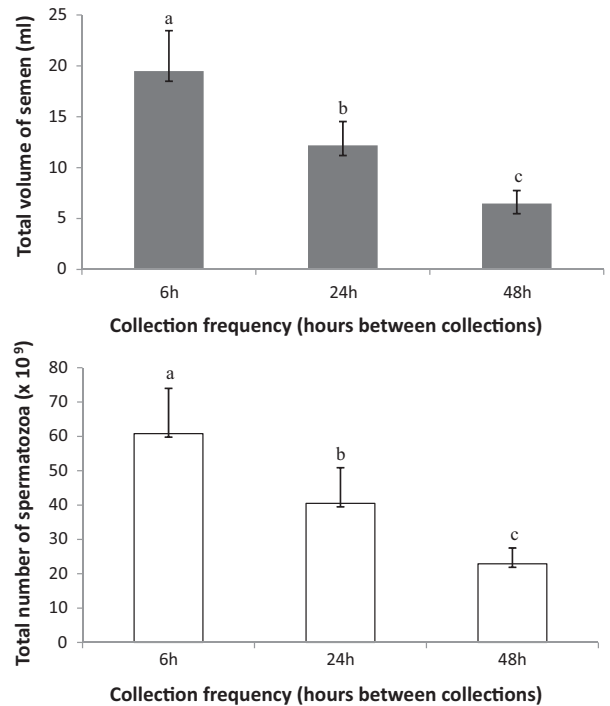 Total volume of semen (ml)
25
20
15
10
5
0
a
b
c
6h
24h
48h
Collection frequency (hours between collections)
Total number of spermatozoa (x 10⁹)
80
70
60
50
40
30
20
10
0
a
b
c
6h
24h
48h
Collection frequency (hours between collections)